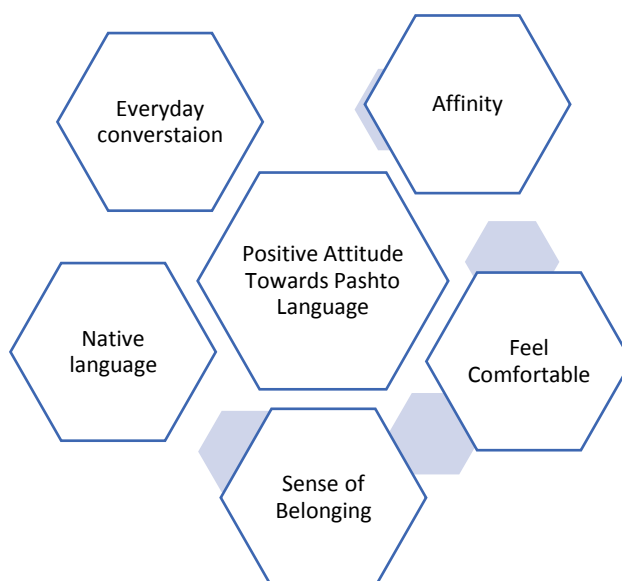 Everyday
converstaion
Affinity
Positive Attitude
Towards Pashto
Language
Native
language
Feel
Comfortable
Sense of
Belonging